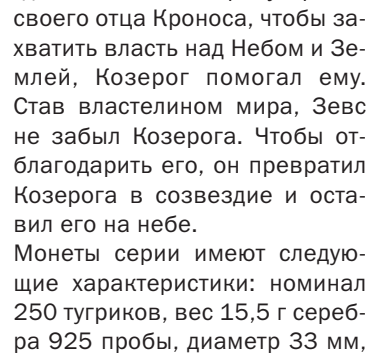 своего отца Кроноса, чтобы за-
хватить власть над Небом и Зе-
млей, Козерог помогал ему.
Став властелином мира, Зевс
не забыл Козерога. Чтобы от-
благодарить его, он превратил
Козерога в созвездие и оста-
вил его на небе.
Монеты серии имеют следую-
щие характеристики: номинал
250 тугриков, вес 15,5 г сереб-
ра 925 пробы, диаметр 33 мм,